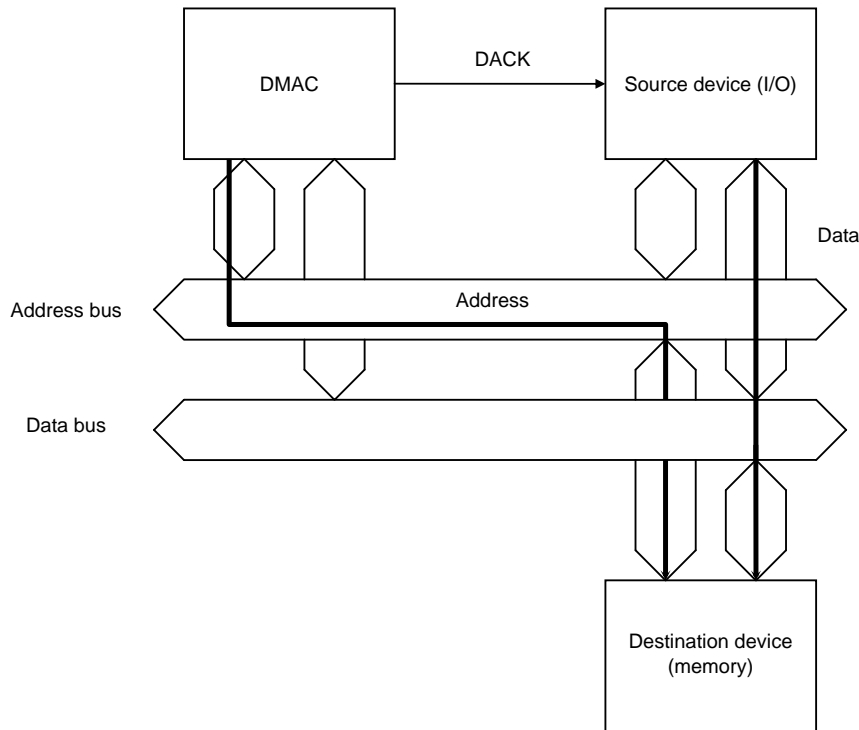 DACK
DMAC
Source device (I/O)
Data
Address bus
Address
Data bus
Destination device
(memory)